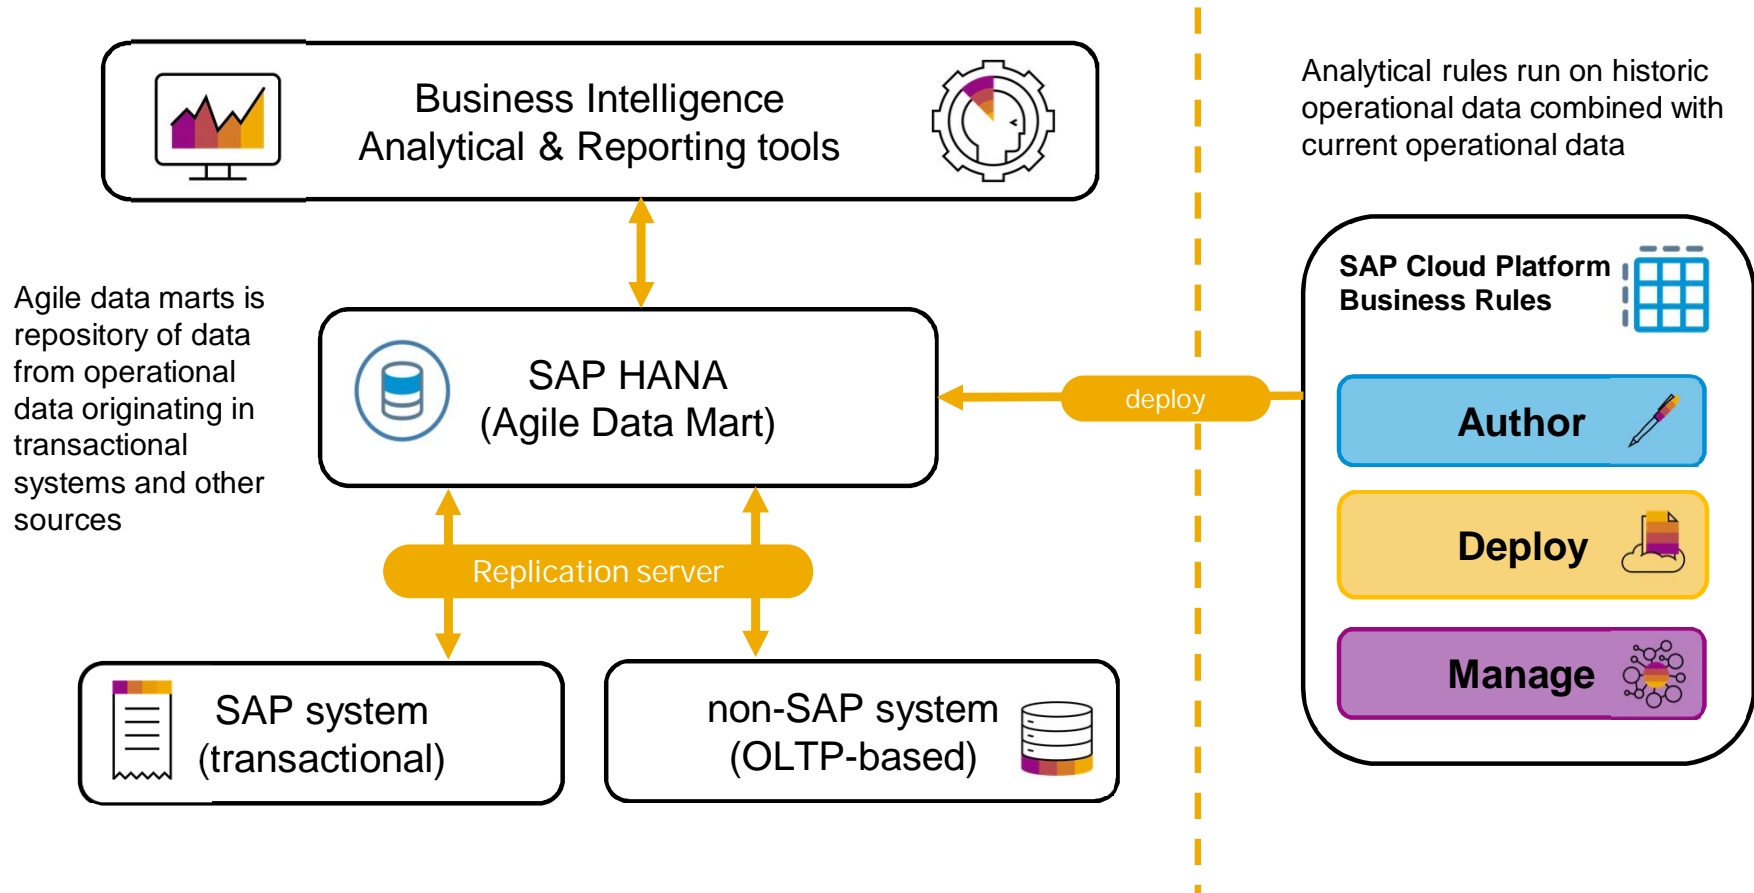 Business Intelligence
Analytical & Reporting tools
Analytical rules run on historic
operational data combined with
current operational data
Agile data marts is
repository of data
from operational
data originating in
transactional
systems and other
sources
SAP HANA
(Agile Data Mart)
deploy
SAP Cloud Platform
Business Rules
Author
Deploy
Manage
Replication server
SAP system
(transactional)
non-SAP system
(OLTP-based)